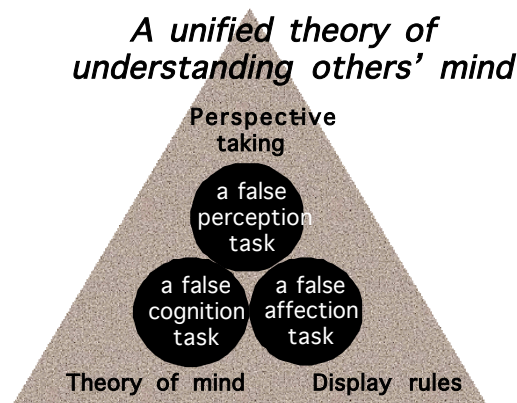 A unified theory of
understanding others’ mind
Perspective
taking
a false
perception
task
a false
cognition
task
a false
affection
task
Theory of mind
Display rules